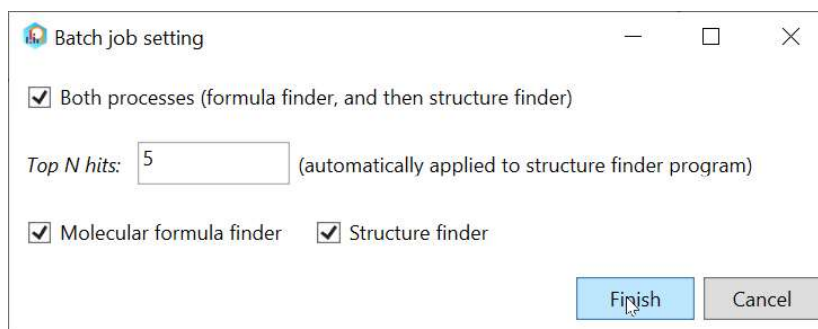 Batch job setting
Both processes (formula finder, and then structure finder)
Top N hits: 5 (automatically applied to structure finder program)
Molecular formula finder Structure finder
Finish Cancel